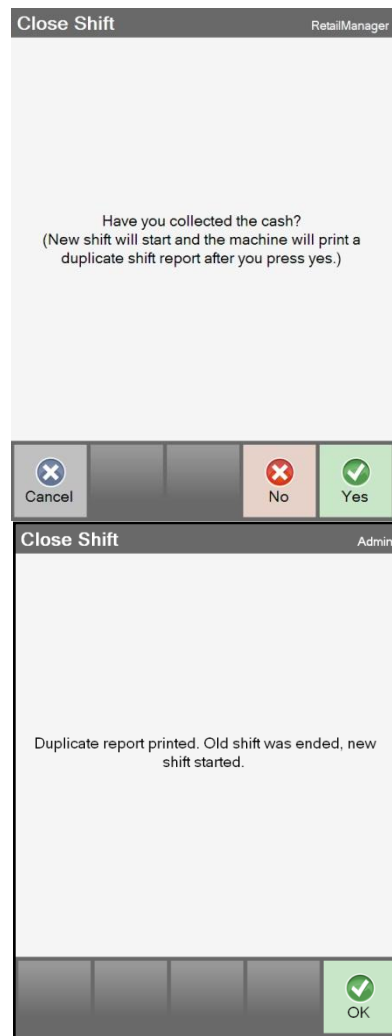 Close Shift
RetailManager
Have you collected the cash?
(New shift will start and the machine will print a
duplicate shift report after you press yes.)
Cancel
No
Yes
Close Shift
Admin
Duplicate report printed. Old shift was ended, new
shift started.
OK